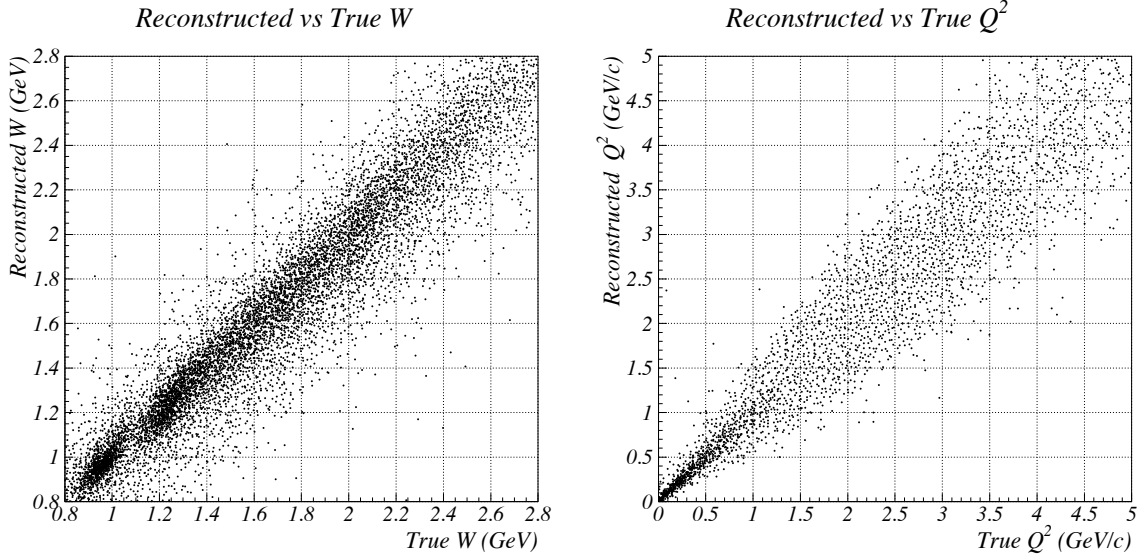 Reconstructed vs True W
Reconstructed W (GeV)
2.8
2.6
2.4
2.2
2
1.8
1.6
1.4
1.2
1
0.8
0.8 1 1.2 1.4 1.6 1.8 2 2.2 2.4 2.6 2.8
True W (GeV)
Reconstructed vs True Q²
Reconstructed Q² (GeV/c)
5
4.5
4
3.5
3
2.5
2
1.5
1
0.5
0
0 0.5 1 1.5 2 2.5 3 3.5 4 4.5 5
True Q² (GeV/c)